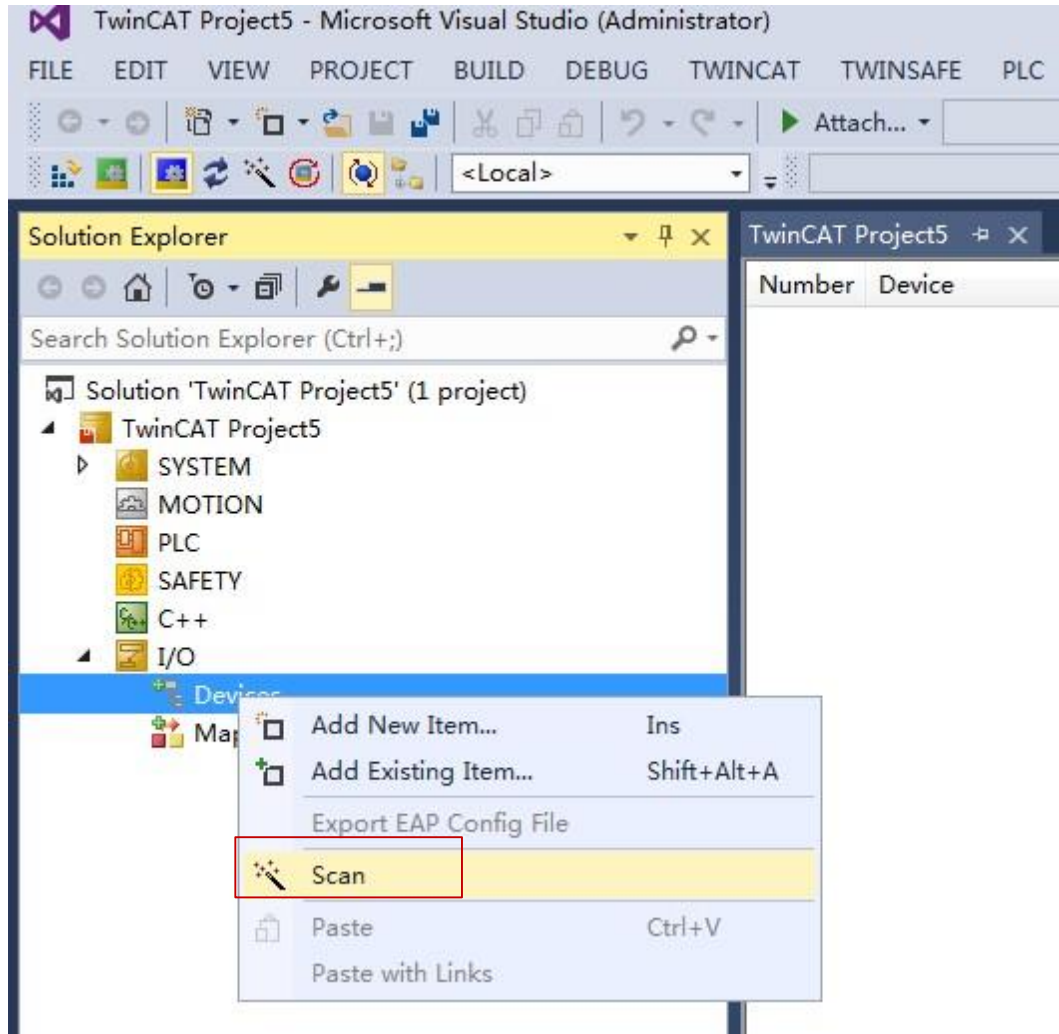 TwinCAT Project5 - Microsoft Visual Studio (Administrator)
FILE EDIT VIEW PROJECT BUILD DEBUG TWINCAT TWINSAFE PLC
Attach...
<Local>
Solution Explorer
TwinCAT Project5
Number Device
Search Solution Explorer (Ctrl+;)
Solution 'TwinCAT Project5' (1 project)
TwinCAT Project5
SYSTEM
MOTION
PLC
SAFETY
C++
I/O
Devices
Map
Add New Item... Ins
Add Existing Item... Shift+Alt+A
Export EAP Config File
Scan
Paste Ctrl+V
Paste with Links